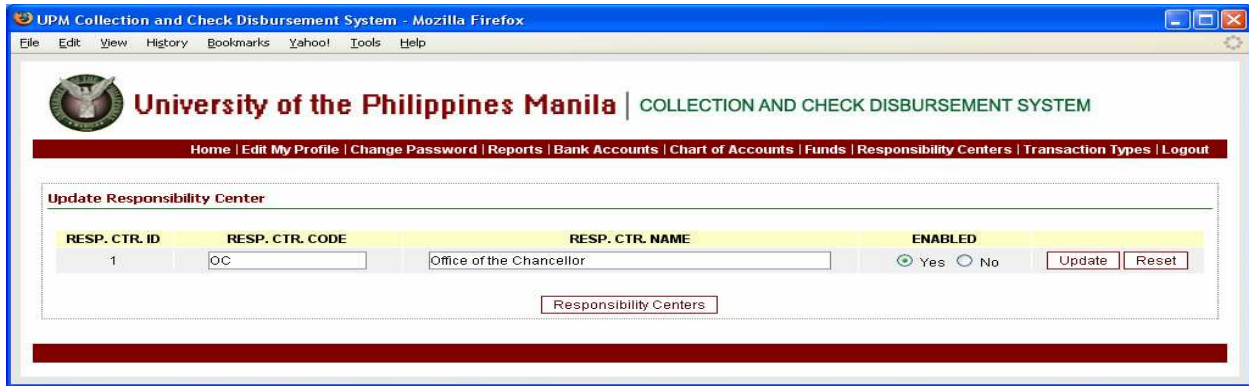 UPM Collection and Check Disbursement System - Mozilla Firefox
File Edit View History Bookmarks Yahoo! Tools Help
University of the Philippines Manila | COLLECTION AND CHECK DISBURSEMENT SYSTEM
Home | Edit My Profile | Change Password | Reports | Bank Accounts | Chart of Accounts | Funds | Responsibility Centers | Transaction Types | Logout
Update Responsibility Center
RESP. CTR. ID RESP. CTR. CODE RESP. CTR. NAME ENABLED
1 OC Office of the Chancellor Yes No Update Reset
Responsibility Centers